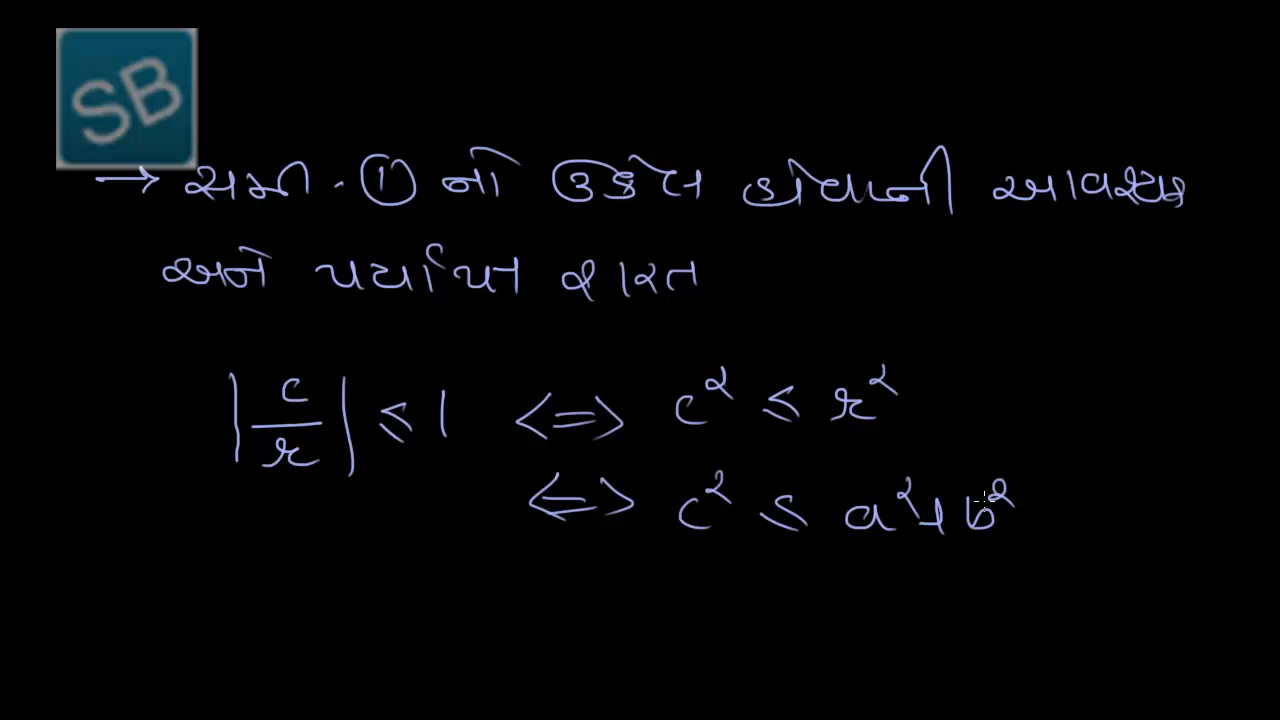 SB
→ સમી. ① નો ઉકેલ હોવાની આવશ્યક
અને પર્યાપ્ત શરત
|c/r| ≤ 1 <=> c² ≤ r²
<=> c² ≤ a² + b²